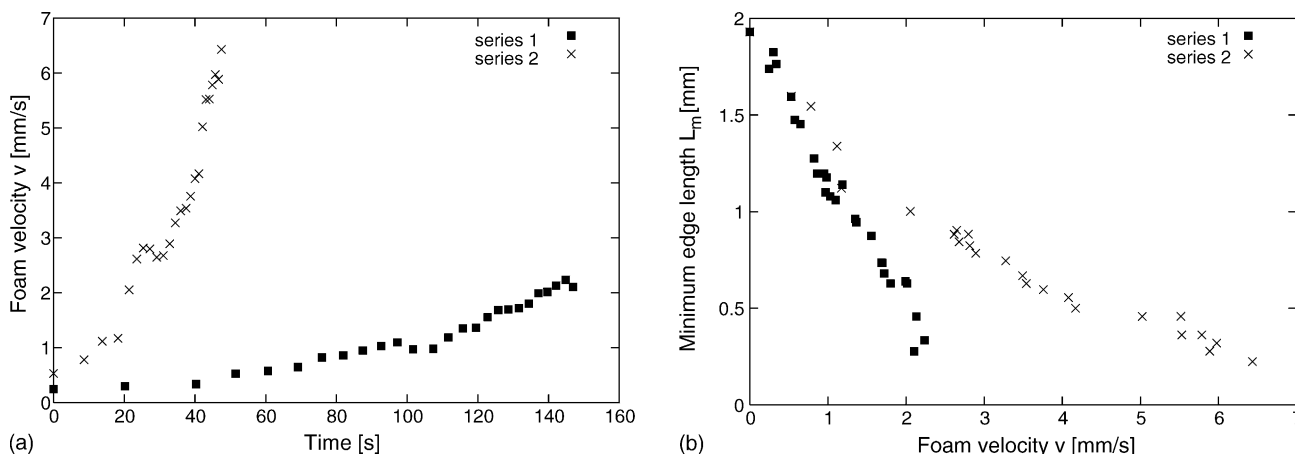 Foam velocity v [mm/s]
7
6
5
4
3
2
1
0
series 1
series 2
0 20 40 60 80 100 120 140 160
(a) Time [s]
Minimum edge length Lm [mm]
2
1.5
1
0.5
0
series 1
series 2
0 1 2 3 4 5 6 7
(b) Foam velocity v [mm/s]